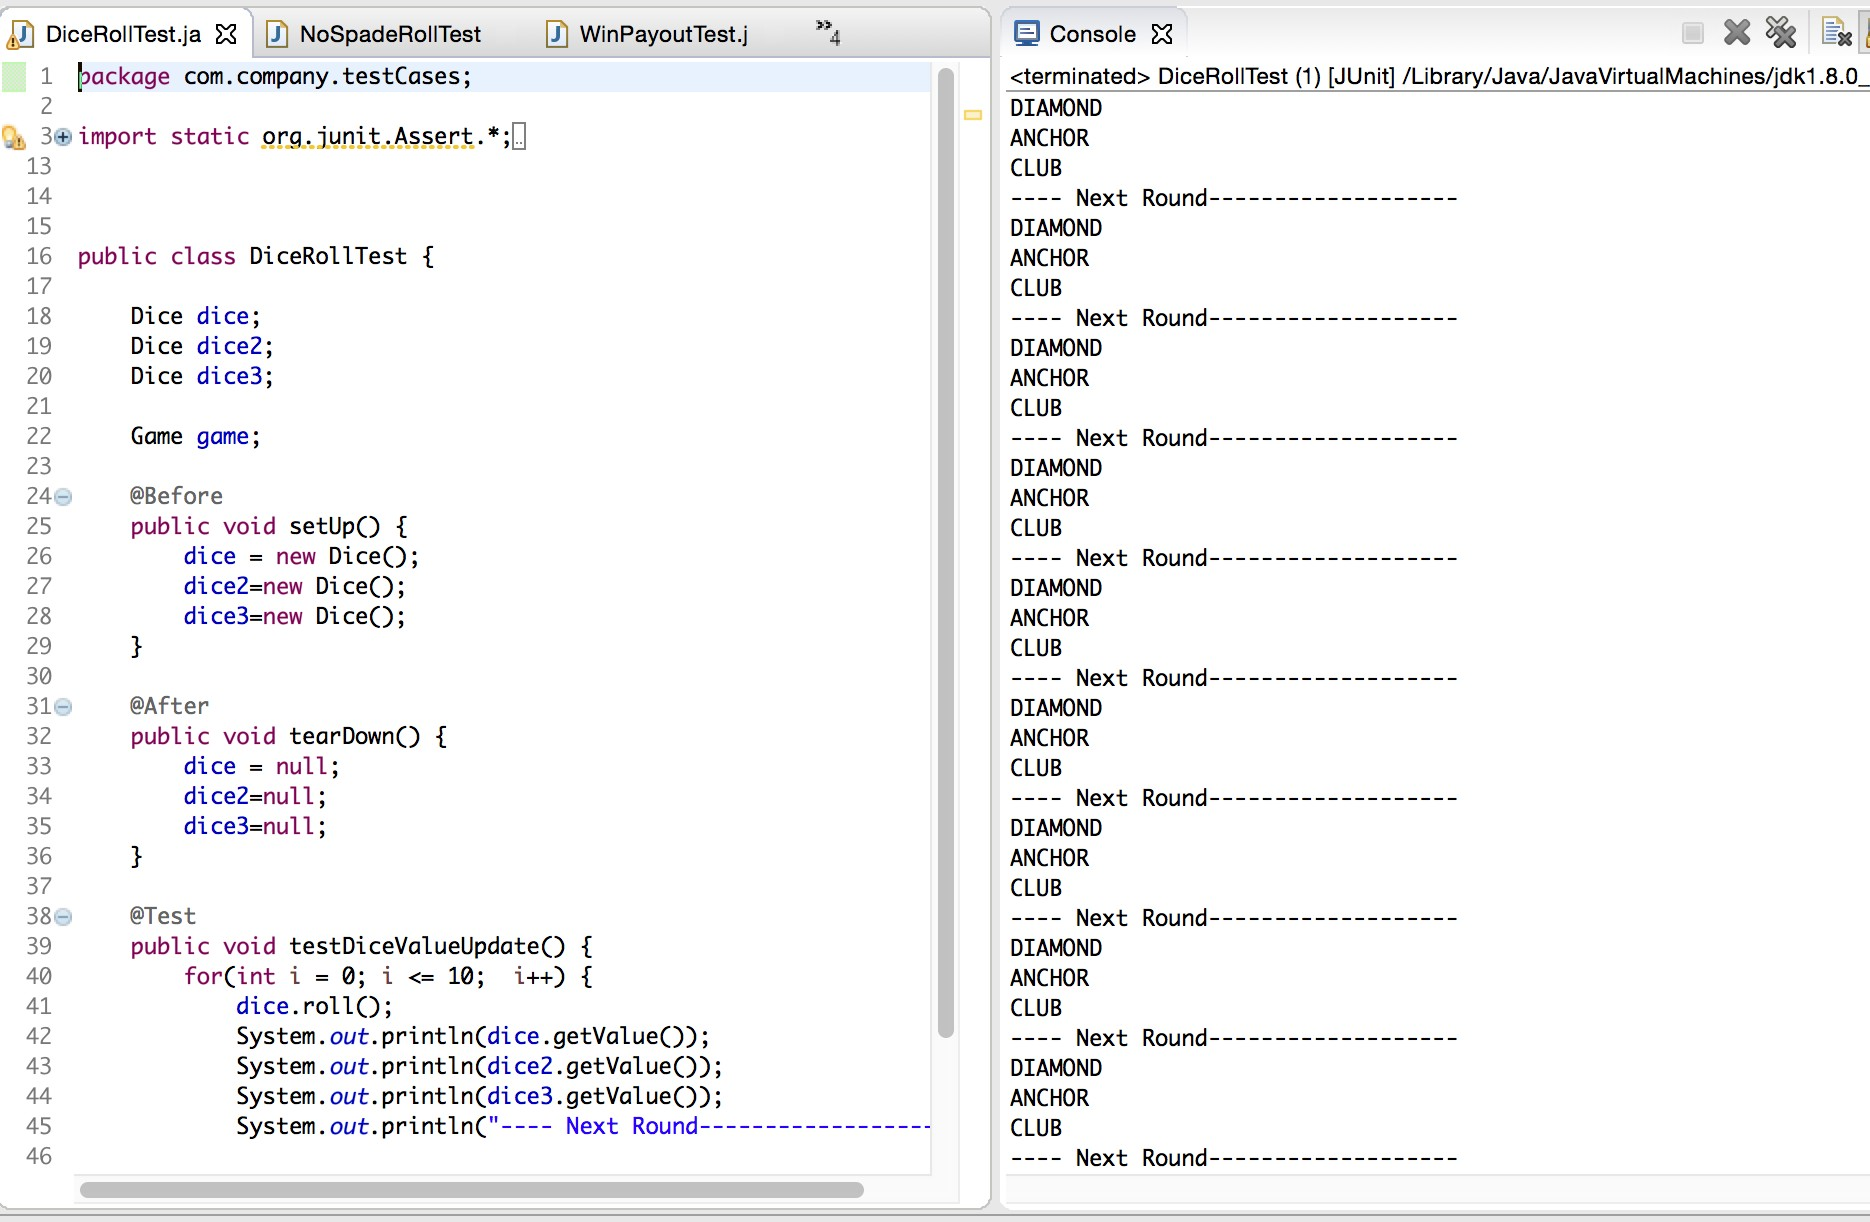 DiceRollTest.ja
NoSpadeRollTest
WinPayoutTest.j
4
1 package com.company.testCases;
2
3 import static org.junit.Assert.*;
13
14
15
16 public class DiceRollTest {
17
18 Dice dice;
19 Dice dice2;
20 Dice dice3;
21
22 Game game;
23
24 @Before
25 public void setUp() {
26 dice = new Dice();
27 dice2=new Dice();
28 dice3=new Dice();
29 }
30
31 @After
32 public void tearDown() {
33 dice = null;
34 dice2=null;
35 dice3=null;
36 }
37
38 @Test
39 public void testDiceValueUpdate() {
40 for(int i = 0; i <= 10;  i++) {
41 dice.roll();
42 System.out.println(dice.getValue());
43 System.out.println(dice2.getValue());
44 System.out.println(dice3.getValue());
45 System.out.println("---- Next Round------------------
46
Console
<terminated> DiceRollTest (1) [JUnit] /Library/Java/JavaVirtualMachines/jdk1.8.0_
DIAMOND
ANCHOR
CLUB
---- Next Round-------------------
DIAMOND
ANCHOR
CLUB
---- Next Round-------------------
DIAMOND
ANCHOR
CLUB
---- Next Round-------------------
DIAMOND
ANCHOR
CLUB
---- Next Round-------------------
DIAMOND
ANCHOR
CLUB
---- Next Round-------------------
DIAMOND
ANCHOR
CLUB
---- Next Round-------------------
DIAMOND
ANCHOR
CLUB
---- Next Round-------------------
DIAMOND
ANCHOR
CLUB
---- Next Round-------------------
DIAMOND
ANCHOR
CLUB
---- Next Round-------------------